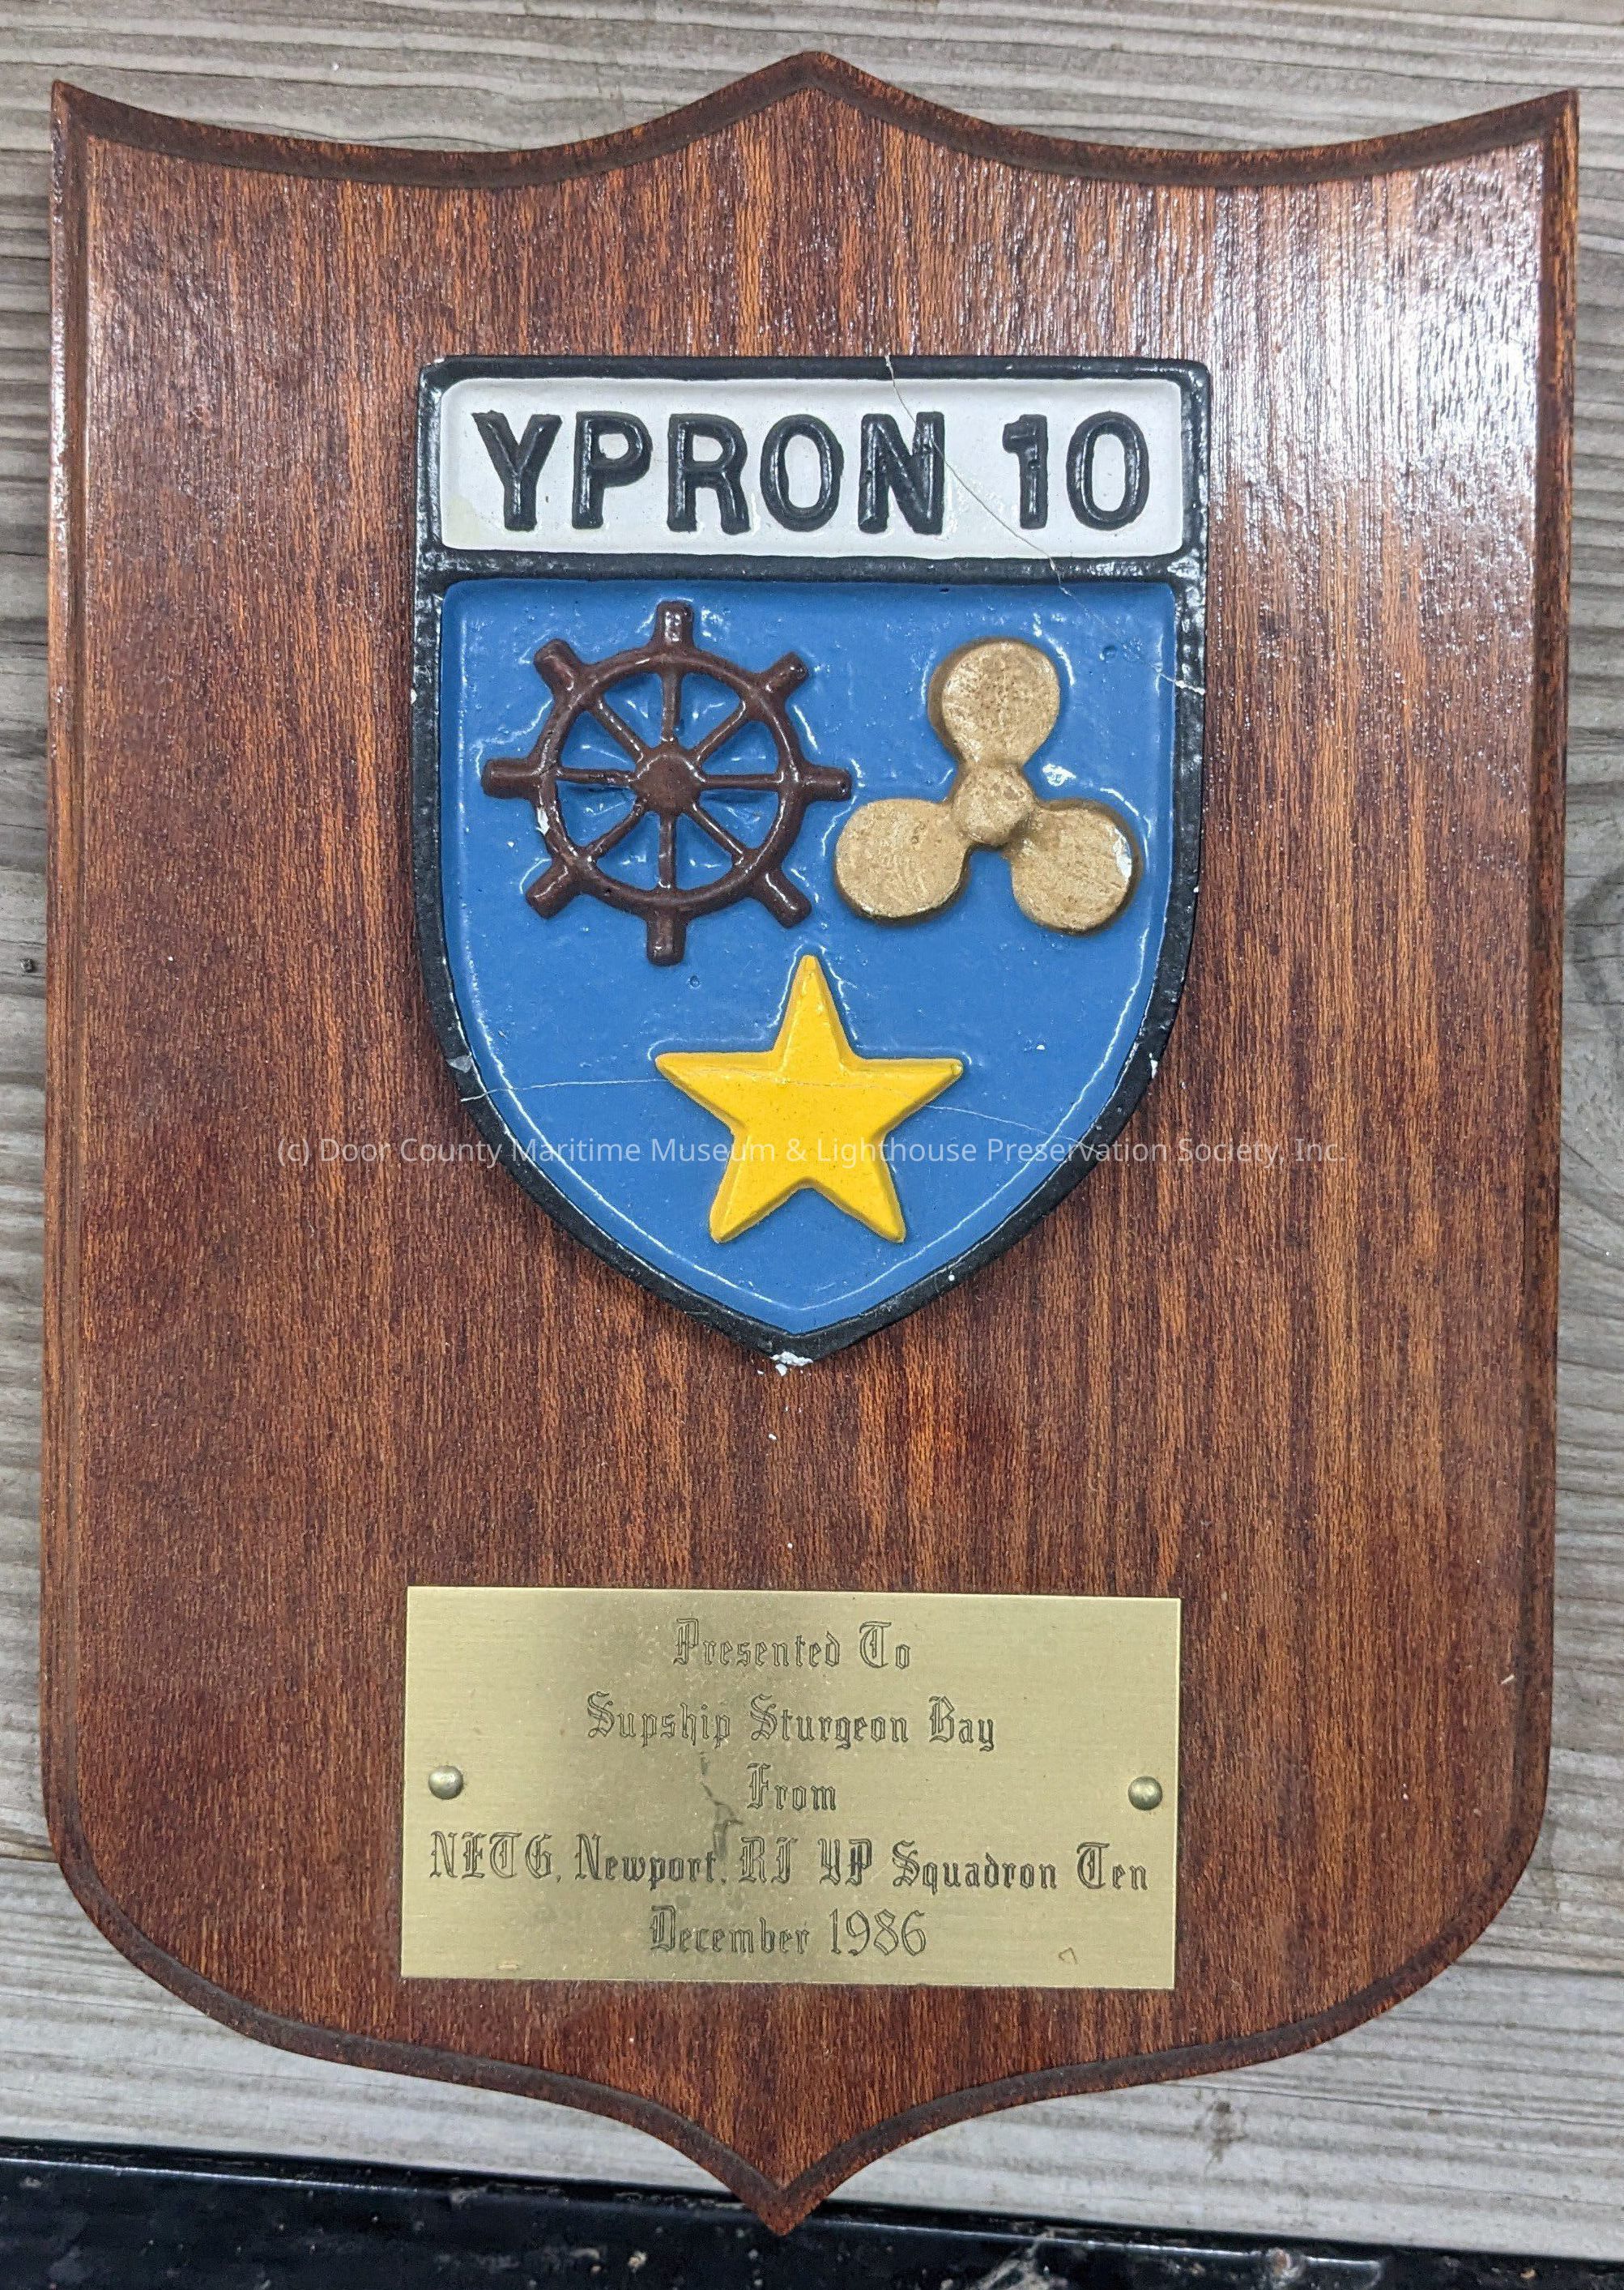 YPRON 10
(c) Door County Maritime Museum & Lighthouse Preservation Society, Inc.
Presented To
Supship Sturgeon Bay
From
NETG, Newport, RI YP Squadron Ten
December 1986